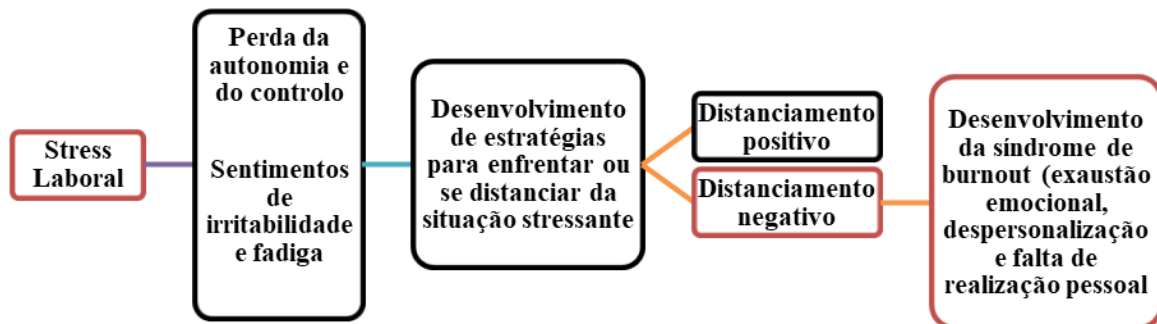 Stress
Laboral
Perda da
autonomia e
do controlo
Sentimentos
de
irritabilidade
e fadiga
Desenvolvimento
de estratégias
para enfrentar ou
se distanciar da
situação stressante
Distanciamento
positivo
Distanciamento
negativo
Desenvolvimento
da síndrome de
burnout (exaustão
emocional,
despersonalização
e falta de
realização pessoal